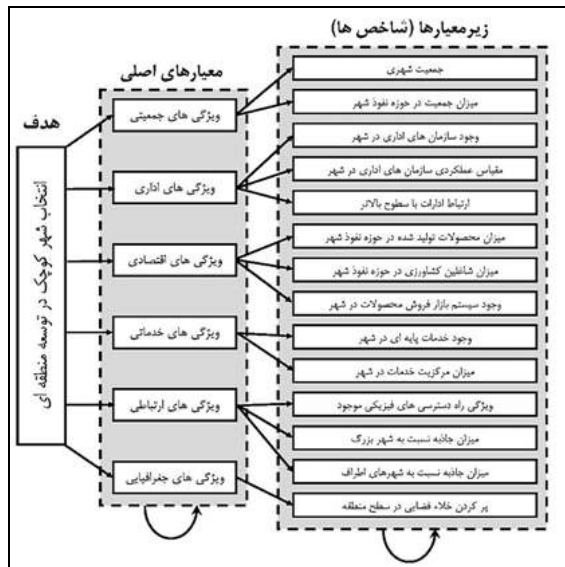 هدف
انتخاب شهر کوچک در توسعه منطقه ای
معیارهای اصلی
ویژگی های جمعیتی
ویژگی های اداری
ویژگی های اقتصادی
ویژگی های خدماتی
ویژگی های ارتباطی
ویژگی های جغرافیایی
زیرمعیارها (شاخص ها)
جمعیت شهری
میزان جمعیت در حوزه نفوذ شهر
وجود سازمان های اداری در شهر
مقیاس عملکردی سازمان های اداری در شهر
ارتباط ادارات با سطوح بالاتر
میزان محصولات تولید شده در حوزه نفوذ شهر
میزان شاغلین کشاورزی در حوزه نفوذ شهر
وجود سیستم بازار فروش محصولات در شهر
وجود خدمات پایه ای در شهر
میزان مرکزیت خدمات در شهر
ویژگی راه دسترسی های فیزیکی موجود
میزان جاذبه نسبت به شهر بزرگ
میزان جاذبه نسبت به شهرهای اطراف
پر کردن خلاء فضایی در سطح منطقه